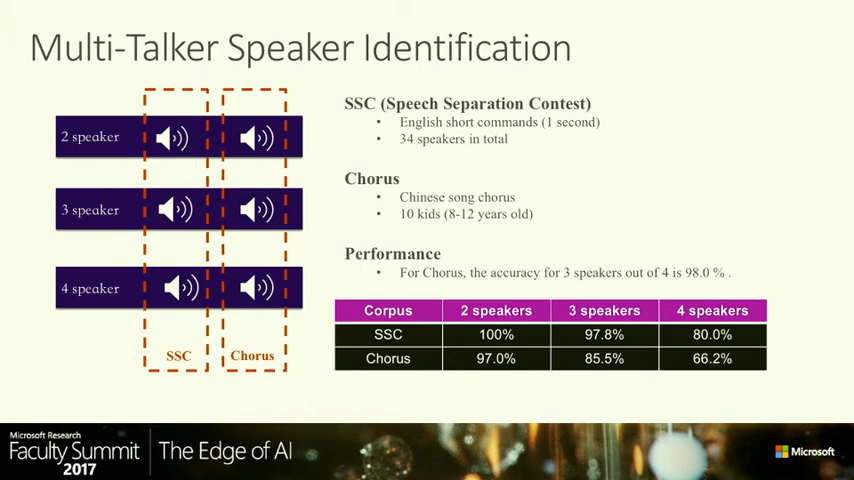 Multi-Talker Speaker Identification
2 speaker
3 speaker
4 speaker
SSC
Chorus
SSC (Speech Separation Contest)
• English short commands (1 second)
• 34 speakers in total
Chorus
• Chinese song chorus
• 10 kids (8-12 years old)
Performance
• For Chorus, the accuracy for 3 speakers out of 4 is 98.0 % .
Corpus 2 speakers 3 speakers 4 speakers
SSC 100% 97.8% 80.0%
Chorus 97.0% 85.5% 66.2%
Microsoft Research
Faculty Summit
2017
The Edge of AI
Microsoft